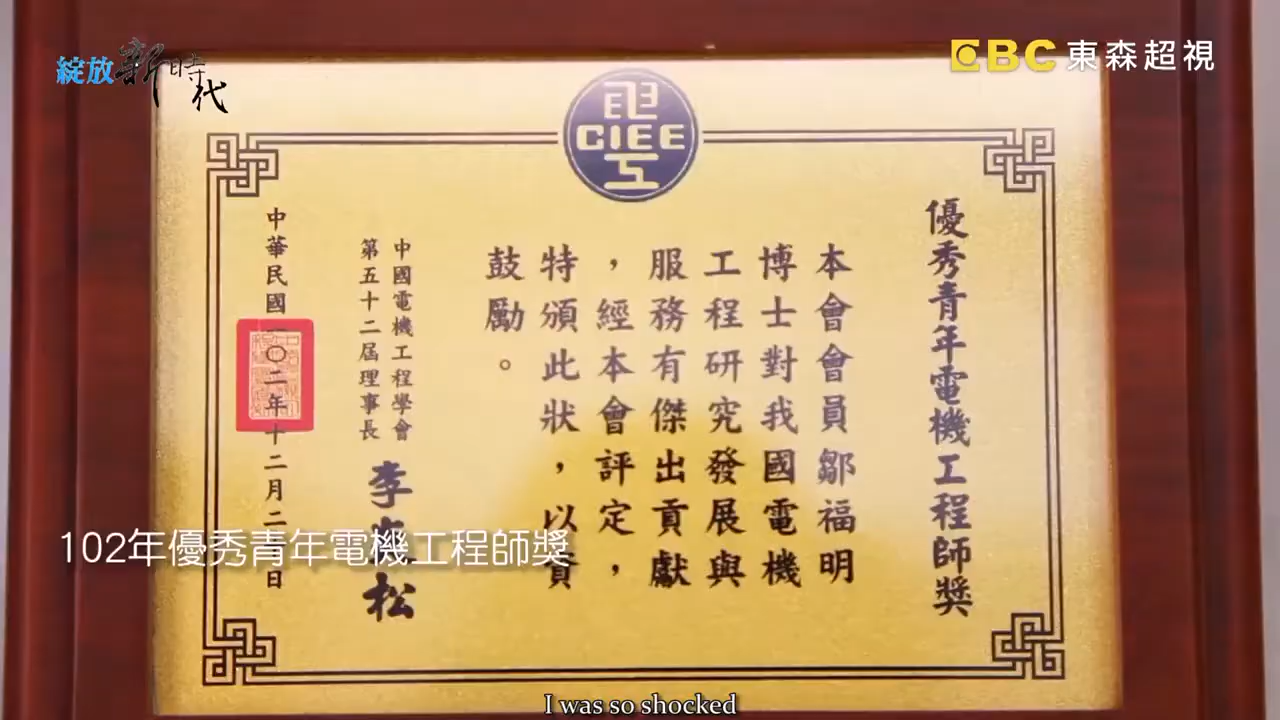 綻放新時代
EBC 東森超視
CIEE
優秀青年電機工程師獎
本會會員鄒福明
博士對我國電機
工程研究發展與
服務有傑出貢獻
，經本會評定，
特頒此狀，以資
鼓勵。
中國電機工程學會
第五十二屆理事長
李 松
中華民國一〇二年十二月二 日
102年優秀青年電機工程師獎
I was so shocked